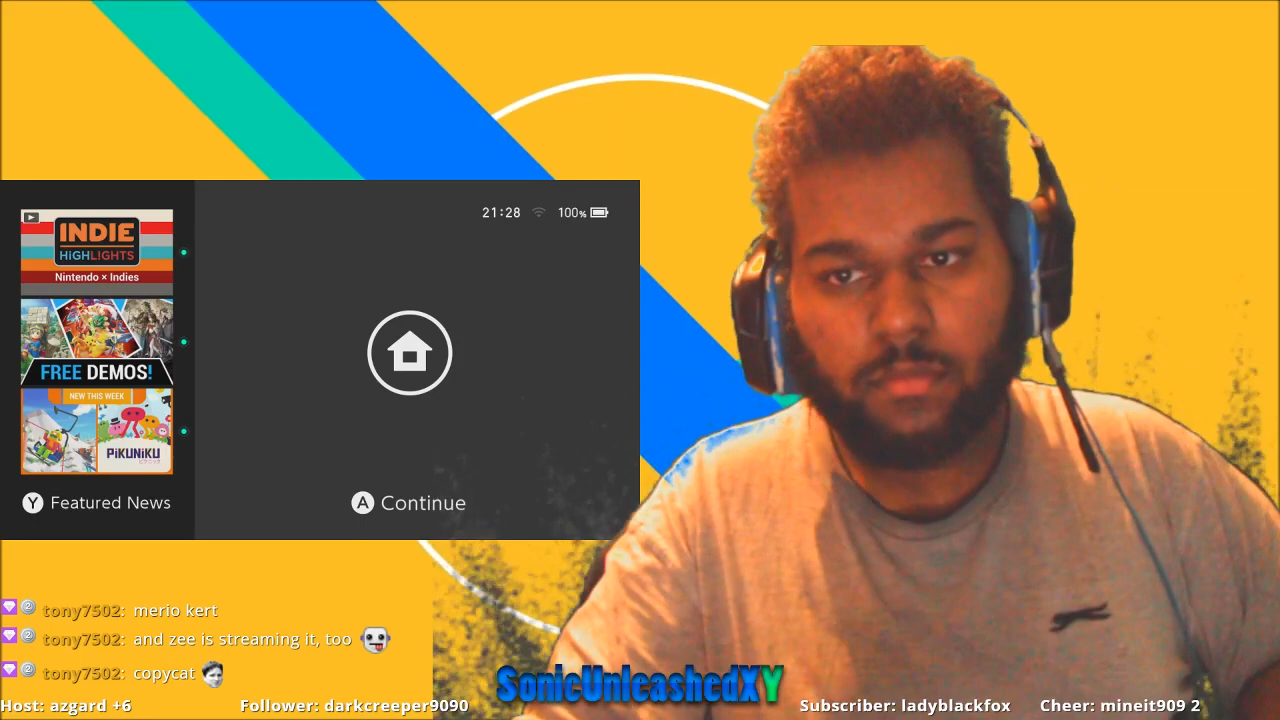 21:28 100%
INDIE
HiGHLIGHTS
Nintendo × Indies
FREE DEMOS!
NEW THIS WEEK
PiKUNiKU
Y Featured News
A Continue
tony7502: merio kert
tony7502: and zee is streaming it, too
tony7502: copycat
SonicUnleashedXY
Host: azgard +6 Follower: darkcreeper9090 Subscriber: ladyblackfox Cheer: mineit909 2